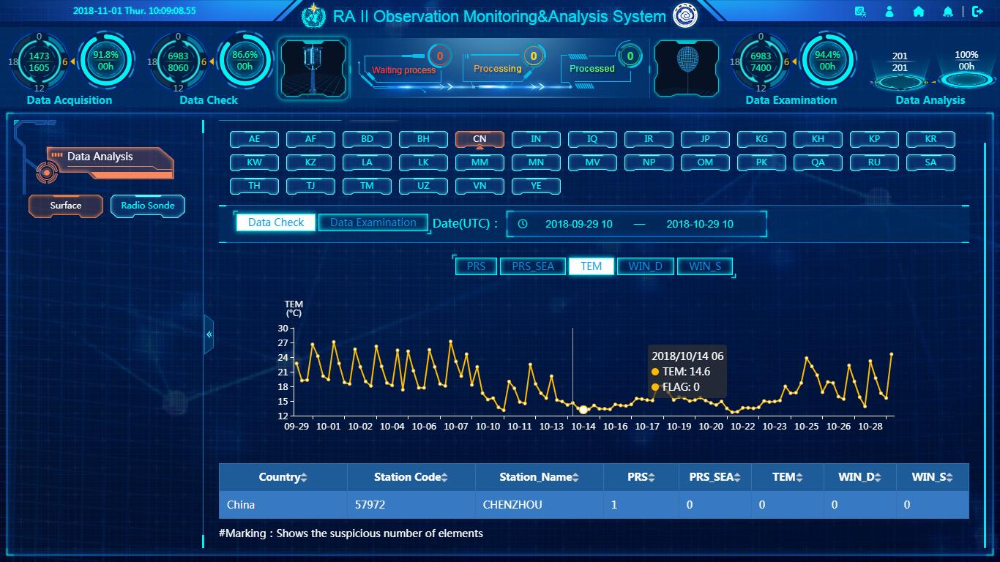 2018-11-01 Thur. 10:09:08.55
RA II Observation Monitoring&Analysis System
0
18 1473 6
1605
12
91.8%
00h
Data Acquisition
0
18 6983 6
8060
12
86.6%
00h
Data Check
0
Waiting process
0
Processing
0
Processed
0
18 6983 6
7400
12
94.4%
00h
Data Examination
201
201
100%
00h
Data Analysis
Data Analysis
Surface Radio Sonde
AE AF BD BH CN IN IQ IR JP KG KH KP KR
KW KZ LA LK MM MN MV NP OM PK QA RU SA
TH TJ TM UZ VN YE
Data Check Data Examination Date(UTC) : 2018-09-29 10 — 2018-10-29 10
PRS PRS_SEA TEM WIN_D WIN_S
«
TEM
(°C)
30
27
24
21
18
15
12
2018/10/14 06
TEM: 14.6
FLAG: 0
09-29 10-01 10-02 10-04 10-06 10-07 10-10 10-11 10-13 10-14 10-16 10-17 10-19 10-20 10-22 10-23 10-25 10-26 10-28
Country Station Code Station_Name PRS PRS_SEA TEM WIN_D WIN_S
China 57972 CHENZHOU 1 0 0 0 0
#Marking : Shows the suspicious number of elements